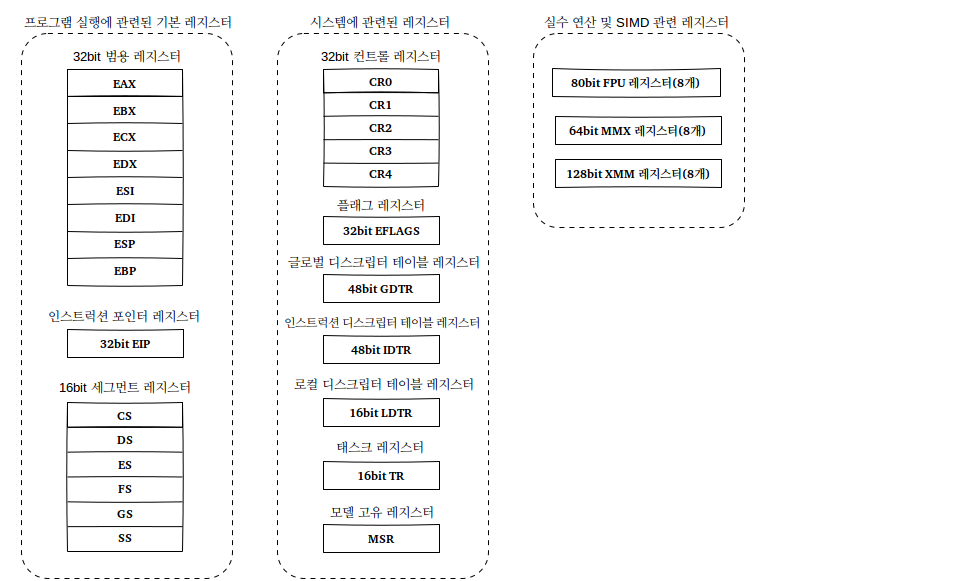 프로그램 실행에 관련된 기본 레지스터
32bit 범용 레지스터
EAX
EBX
ECX
EDX
ESI
EDI
ESP
EBP
인스트럭션 포인터 레지스터
32bit EIP
16bit 세그먼트 레지스터
CS
DS
ES
FS
GS
SS
시스템에 관련된 레지스터
32bit 컨트롤 레지스터
CR0
CR1
CR2
CR3
CR4
플래그 레지스터
32bit EFLAGS
글로벌 디스크립터 테이블 레지스터
48bit GDTR
인스트럭션 디스크립터 테이블 레지스터
48bit IDTR
로컬 디스크립터 테이블 레지스터
16bit LDTR
태스크 레지스터
16bit TR
모델 고유 레지스터
MSR
실수 연산 및 SIMD 관련 레지스터
80bit FPU 레지스터(8개)
64bit MMX 레지스터(8개)
128bit XMM 레지스터(8개)